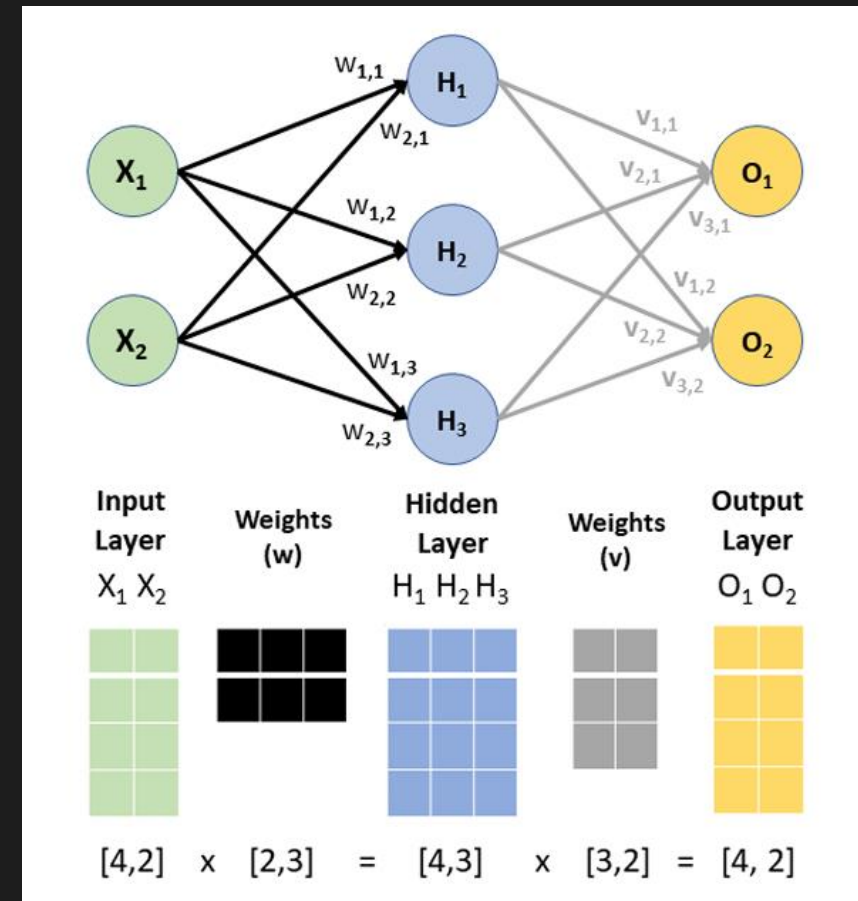 W₁,₁
H₁
W₂,₁
V₁,₁
X₁
V₂,₁
O₁
W₁,₂
V₃,₁
H₂
W₂,₂
V₁,₂
X₂
V₂,₂
O₂
W₁,₃
V₃,₂
H₃
W₂,₃
Input
Layer
X₁ X₂
Weights
(w)
Hidden
Layer
H₁ H₂ H₃
Weights
(v)
Output
Layer
O₁ O₂
[4,2] x [2,3] = [4,3] x [3,2] = [4, 2]